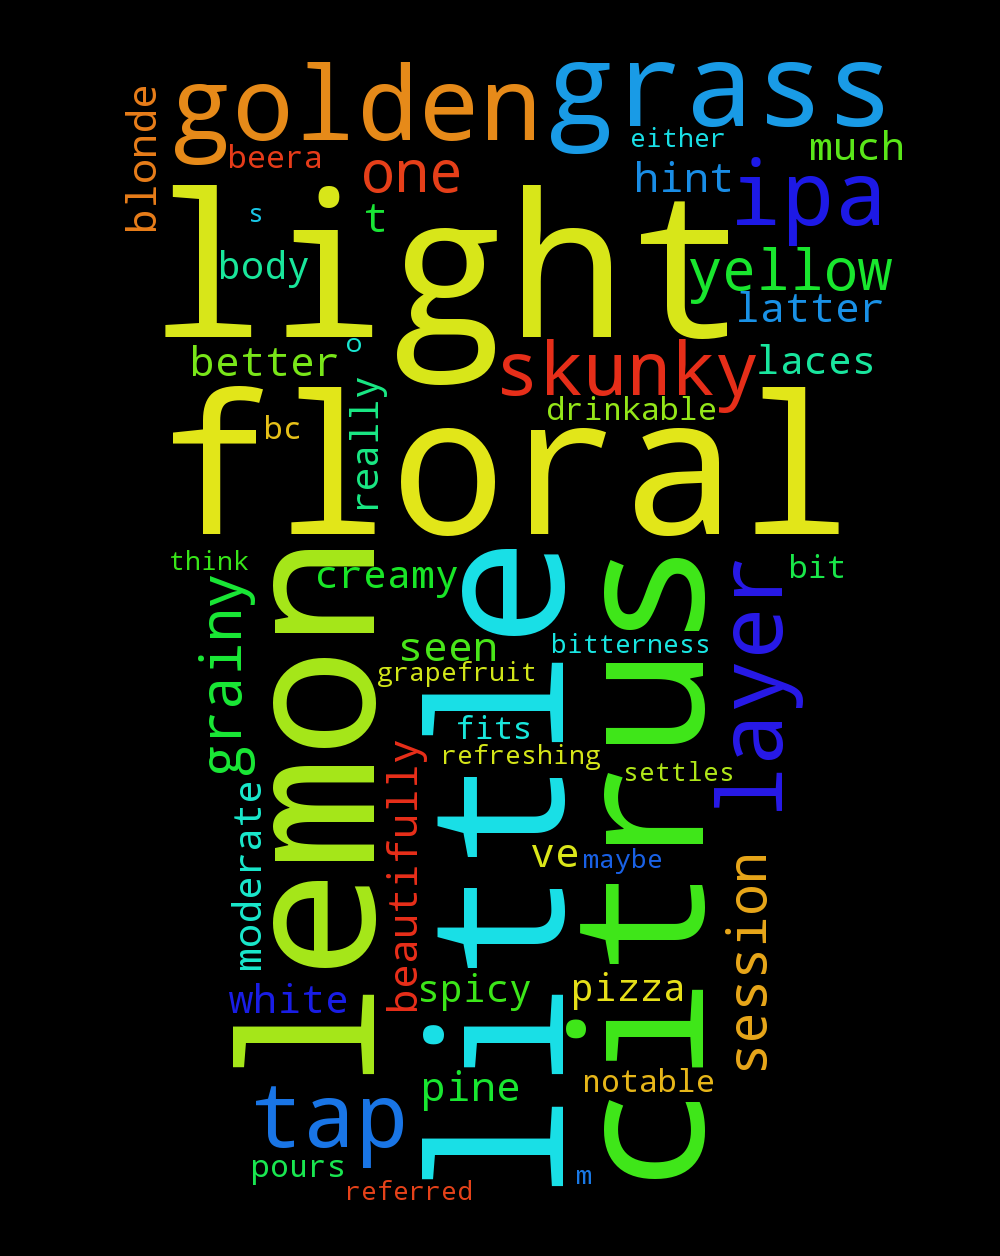 golden
grass
blonde
either
much
beera
one
hint
ipa
light
s
t
body
yellow
latter
better
o
skunky
laces
really
drinkable
bc
floral
think
creamy
bit
lemon
little
citrus
layer
grainy
seen
bitterness
grapefruit
fits
refreshing
settles
moderate
beautifully
ve
maybe
session
white
spicy
pizza
pine
notable
tap
pours
referred
m